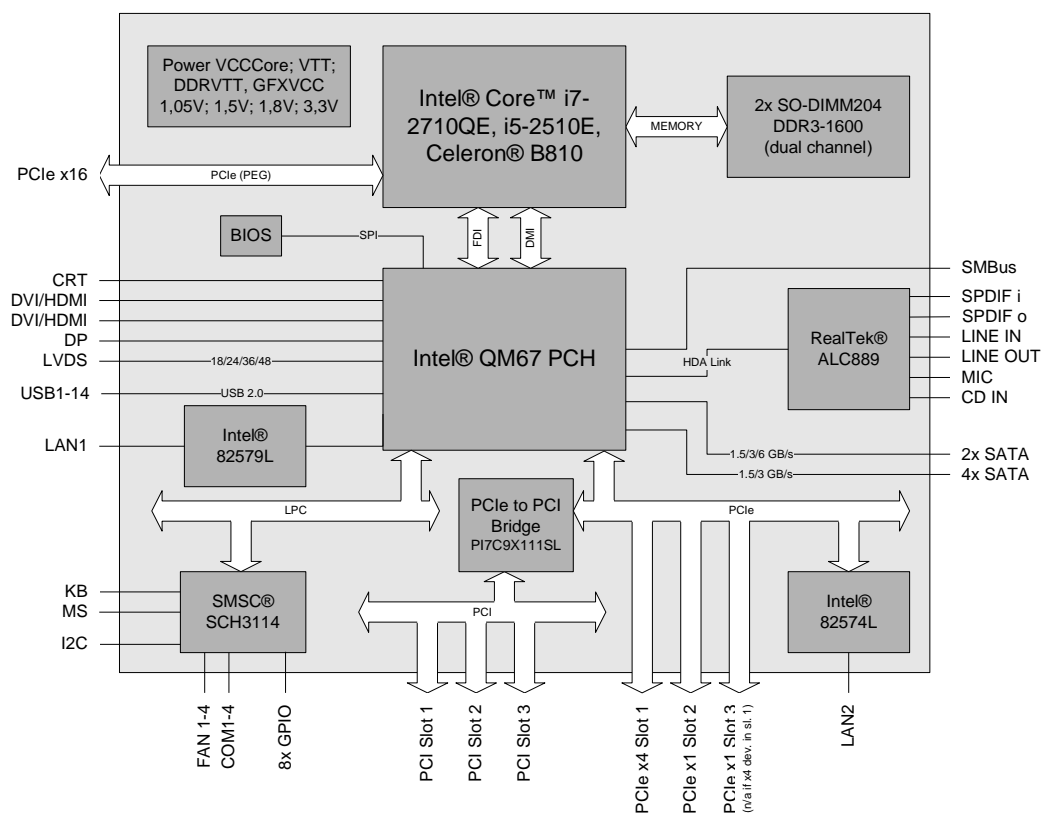 Power VCCCore; VTT;
DDRVTT, GFXVCC
1,05V; 1,5V; 1,8V; 3,3V
Intel® Core™ i7-
2710QE, i5-2510E,
Celeron® B810
MEMORY
2x SO-DIMM204
DDR3-1600
(dual channel)
PCIe x16
PCIe (PEG)
BIOS
SPI
FDI
DMI
CRT
DVI/HDMI
DVI/HDMI
DP
LVDS
18/24/36/48
USB1-14
USB 2.0
LAN1
Intel®
82579L
Intel® QM67 PCH
SMBus
HDA Link
RealTek®
ALC889
SPDIF i
SPDIF o
LINE IN
LINE OUT
MIC
CD IN
1.5/3/6 GB/s
2x SATA
1.5/3 GB/s
4x SATA
LPC
PCIe to PCI
Bridge
PI7C9X111SL
PCIe
KB
MS
I2C
SMSC®
SCH3114
PCI
Intel®
82574L
FAN 1-4
COM1-4
8x GPIO
PCI Slot 1
PCI Slot 2
PCI Slot 3
PCIe x4 Slot 1
PCIe x1 Slot 2
PCIe x1 Slot 3
(n/a if x4 dev. in sl. 1)
LAN2